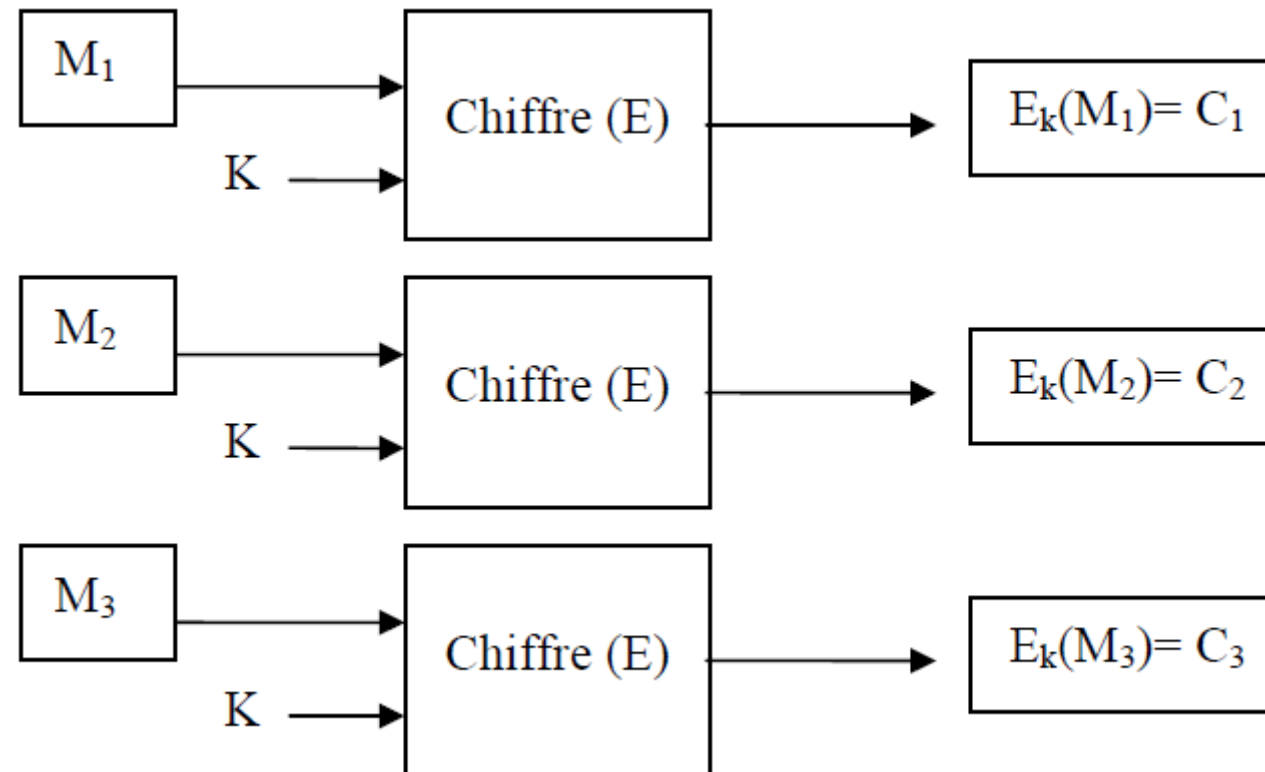 M₁
Chiffre (E)
K
Eₖ(M₁)= C₁
M₂
Chiffre (E)
K
Eₖ(M₂)= C₂
M₃
Chiffre (E)
K
Eₖ(M₃)= C₃